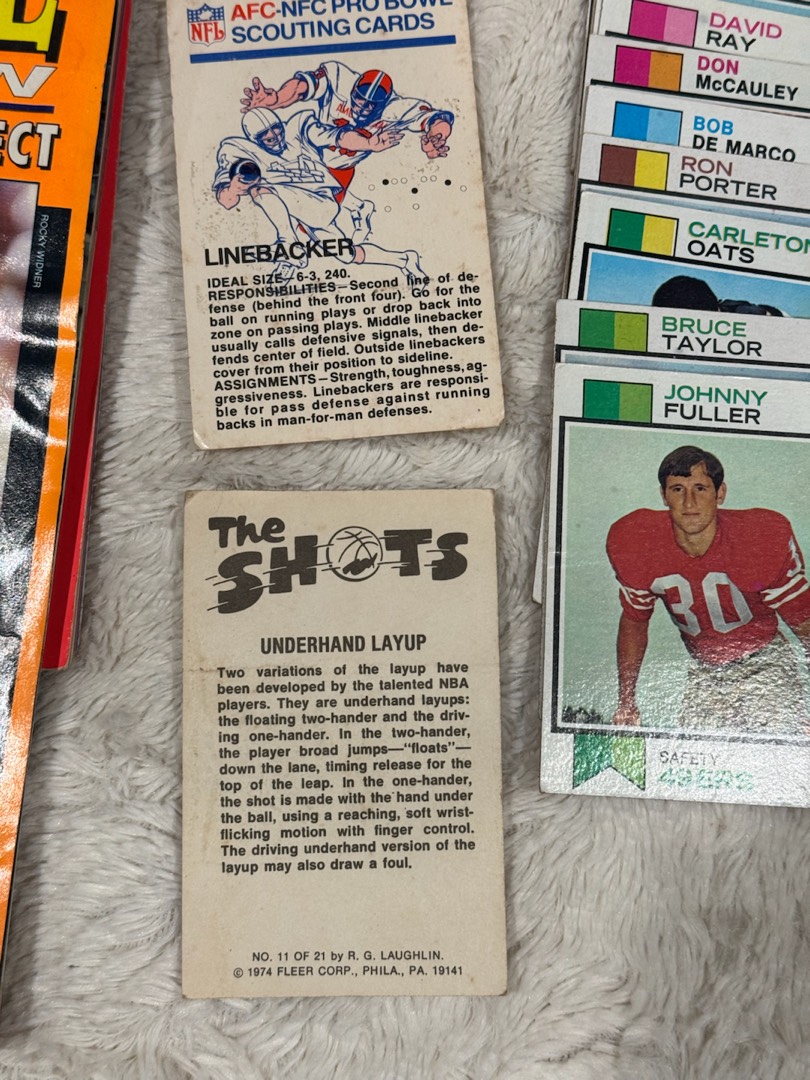 W
ECT
ROCKY WIDNER
NFL
AFC-NFC PRO BOWL
SCOUTING CARDS
LINEBACKER
IDEAL SIZE—6-3, 240.
RESPONSIBILITIES—Second line of de-
fense (behind the front four). Go for the
ball on running plays or drop back into
zone on passing plays. Middle linebacker
usually calls defensive signals, then de-
fends center of field. Outside linebackers
cover from their position to sideline.
ASSIGNMENTS—Strength, toughness, ag-
gressiveness. Linebackers are responsi-
ble for pass defense against running
backs in man-for-man defenses.
The
SHOTS
UNDERHAND LAYUP
Two variations of the layup have
been developed by the talented NBA
players. They are underhand layups:
the floating two-hander and the driv-
ing one-hander. In the two-hander,
the player broad jumps—“floats”—
down the lane, timing release for the
top of the leap. In the one-hander,
the shot is made with the hand under
the ball, using a reaching, soft wrist-
flicking motion with finger control.
The driving underhand version of the
layup may also draw a foul.
NO. 11 OF 21 by R. G. LAUGHLIN.
© 1974 FLEER CORP., PHILA., PA. 19141
DAVID
RAY
DON
McCAULEY
BOB
DE MARCO
RON
PORTER
CARLETON
OATS
BRUCE
TAYLOR
JOHNNY
FULLER
30
SAFETY
49ERS